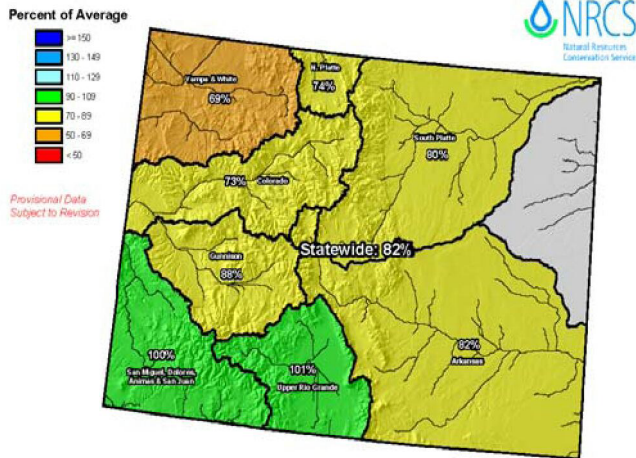 Percent of Average
>= 150
130 - 149
110 - 129
90 - 109
70 - 89
50 - 69
< 50
Provisional Data
Subject to Revision
NRCS
Natural Resources
Conservation Service
Yampa & White
69%
N. Platte
74%
South Platte
80%
73%
Colorado
Statewide: 82%
Gunnison
88%
82%
Arkansas
100%
San Miguel, Dolores,
Animas & San Juan
101%
Upper Rio Grande